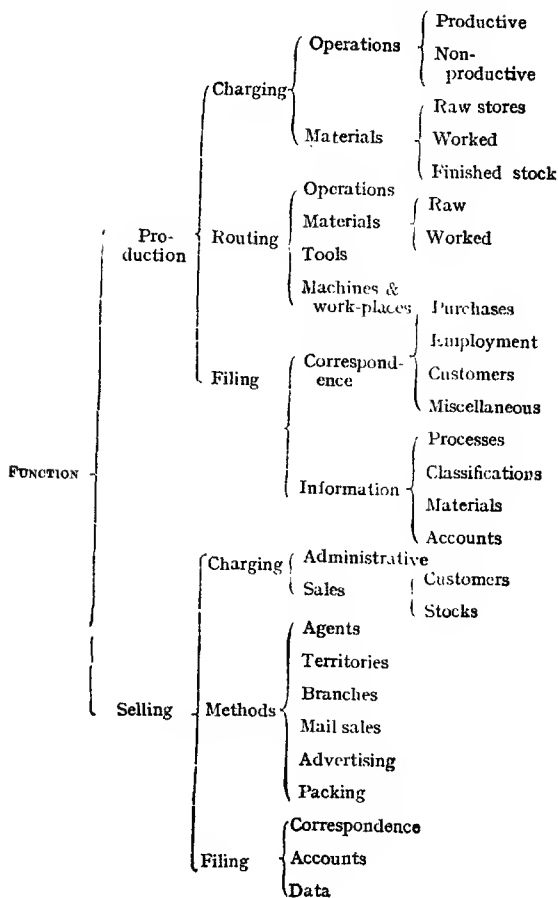 Productive
Operations
Non-
productive
Charging
Raw stores
Materials
Worked
Finished stock
Operations
Raw
Materials
Pro-
duction
Routing
Worked
Tools
Machines &
work-places
Purchases
Employment
Filing
Correspond-
ence
Customers
Miscellaneous
Processes
FUNCTION
Classifications
Information
Materials
Accounts
Charging
Administrative
Customers
Sales
Stocks
Agents
Territories
Branches
Selling
Methods
Mail sales
Advertising
Packing
Correspondence
Filing
Accounts
Data